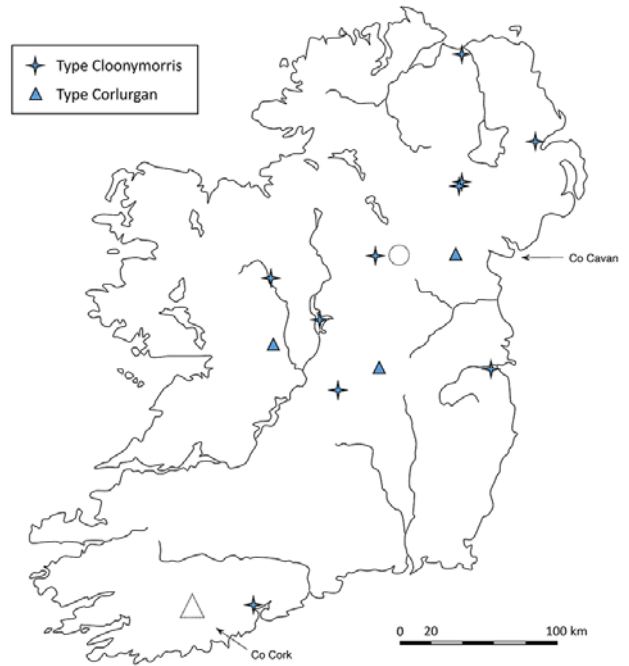 Type Cloonymorris
Type Corlurgan
Co Cavan
Co Cork
0 20 100 km